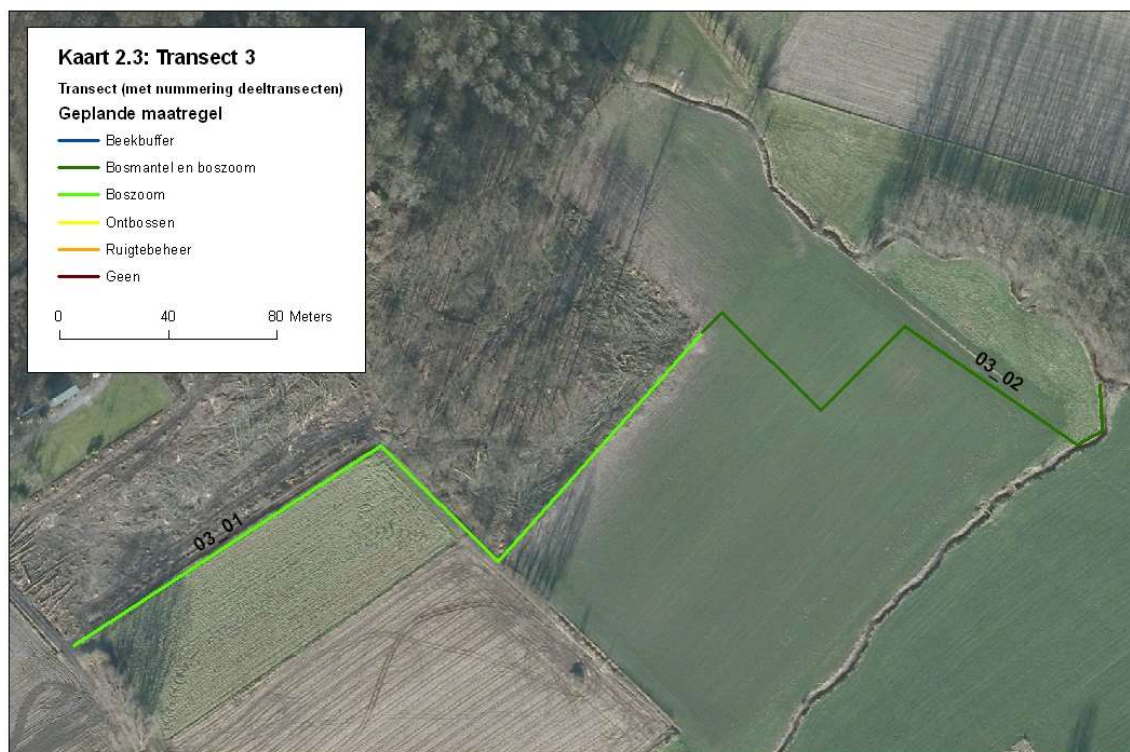 Kaart 2.3: Transect 3
Transect (met nummering deeltransecten)
Geplande maatregel
Beekbuffer
Bosmantel en boszoom
Boszoom
Ontbossen
Ruigtebeheer
Geen
0 40 80 Meters
03_02
03_01